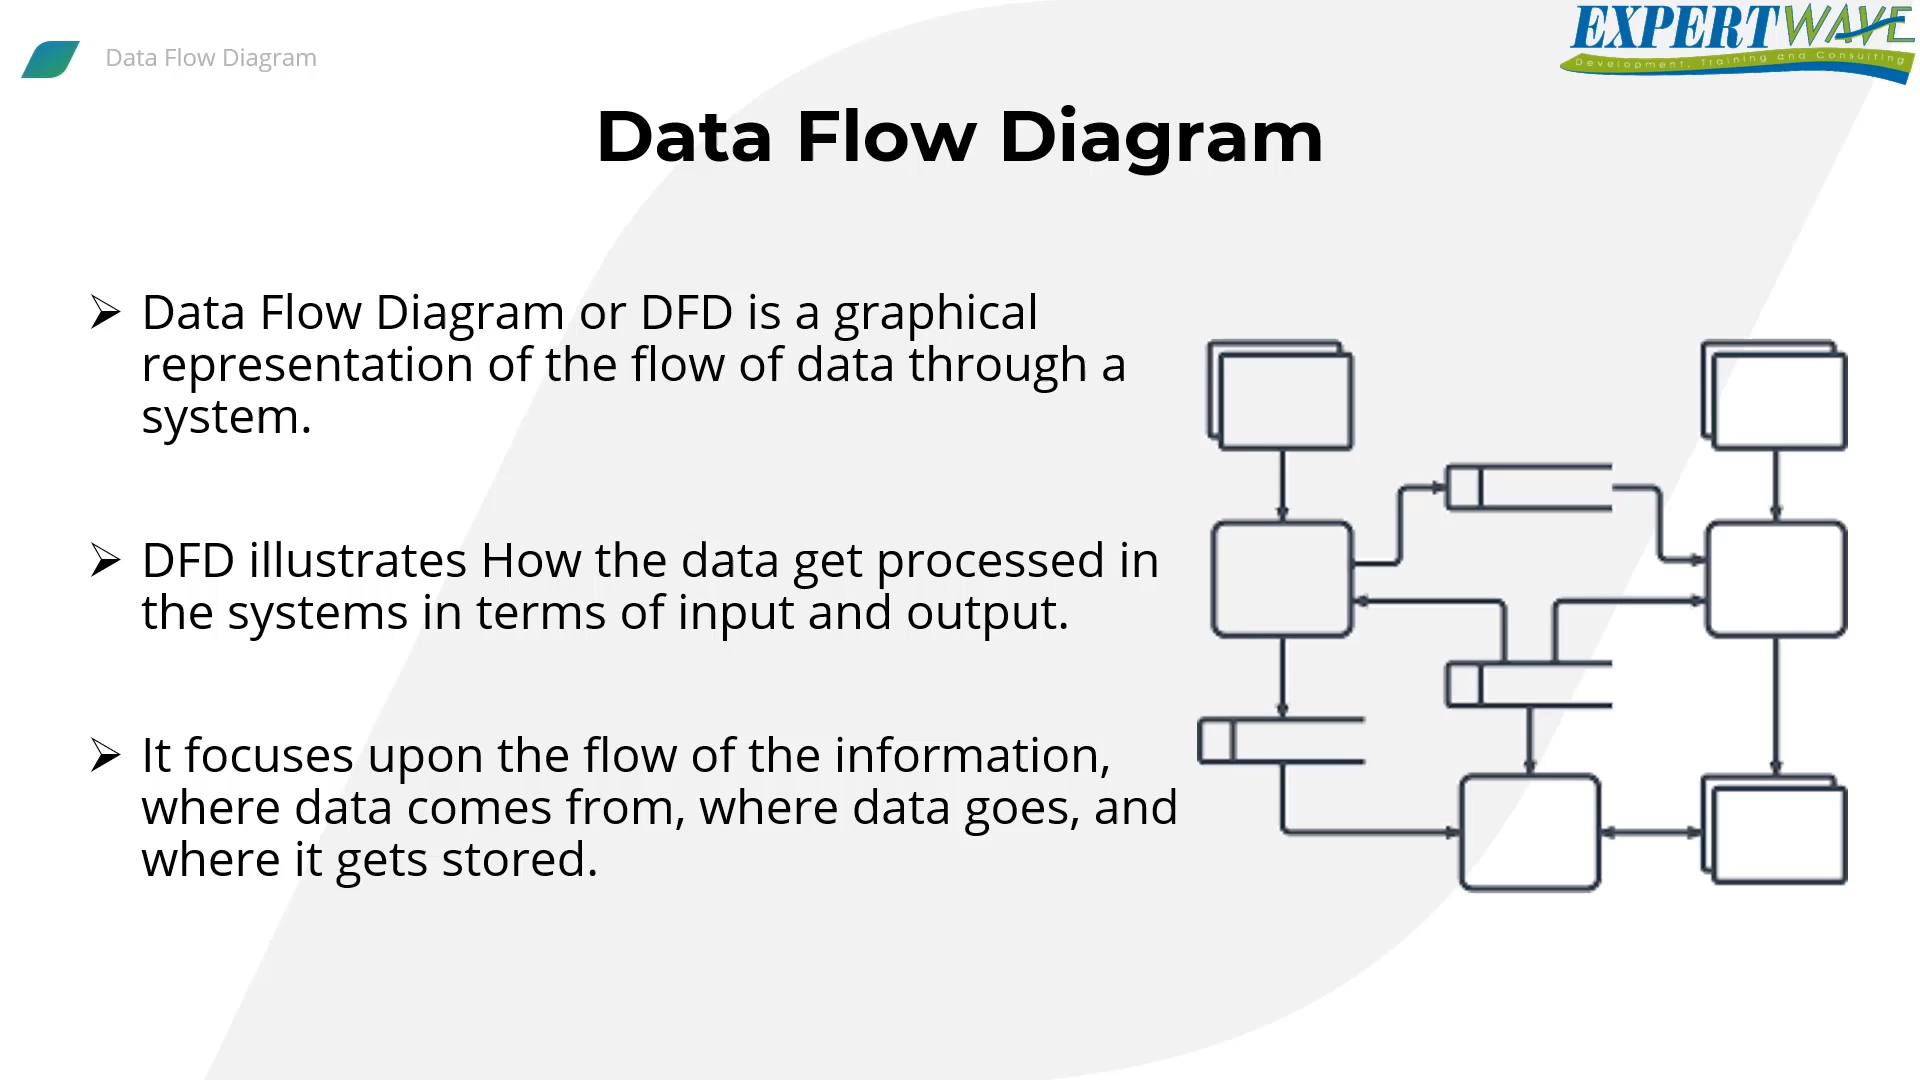 Data Flow Diagram
EXPERTWAVE
Development, Training and Consulting
Data Flow Diagram
➢ Data Flow Diagram or DFD is a graphical
representation of the flow of data through a
system.
➢ DFD illustrates How the data get processed in
the systems in terms of input and output.
➢ It focuses upon the flow of the information,
where data comes from, where data goes, and
where it gets stored.